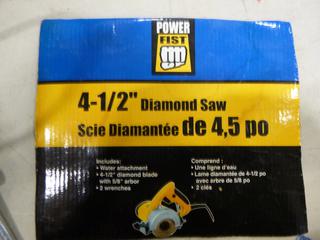 POWER
FIST
4-1/2" Diamond Saw
Scie Diamantée de 4,5 po
Includes:
• Water attachment
• 4-1/2" diamond blade
with 5/8" arbor
• 2 wrenches
Comprend :
• Une ligne d'eau
• Lame diamantée de 4-1/2 po
avec arbre de 5/8 po
• 2 clés